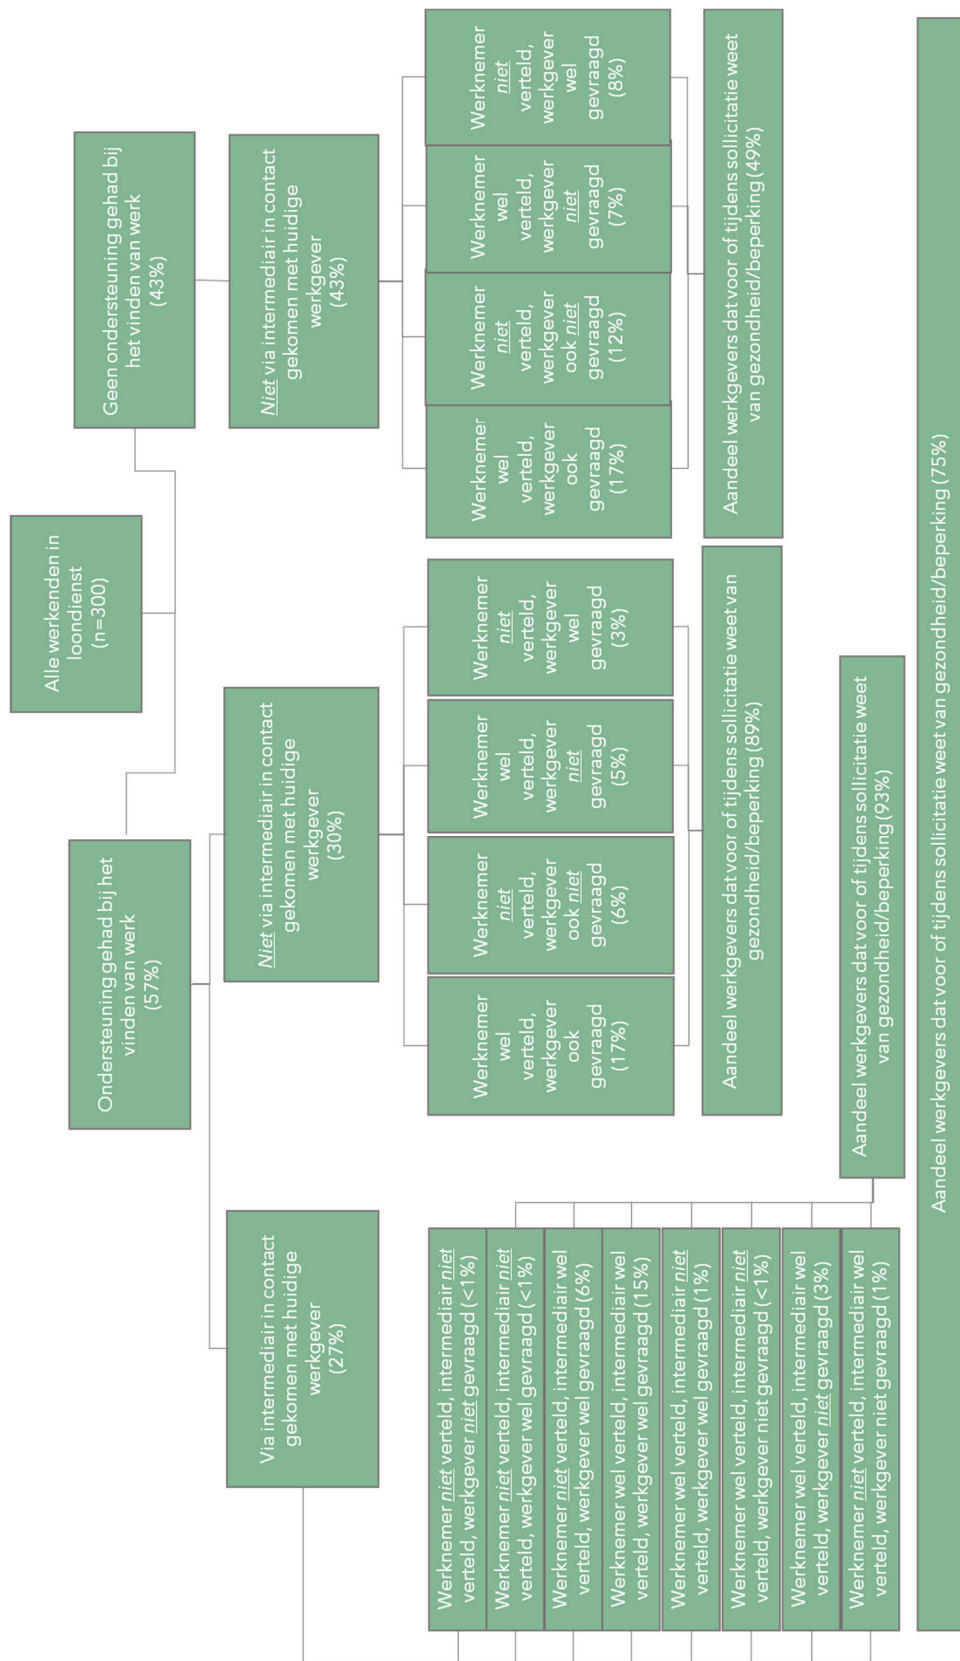 Alle werkenden in
loondienst
(n=300)
Ondersteuning gehad bij het
vinden van werk
(57%)
Geen ondersteuning gehad bij
het vinden van werk
(43%)
Via intermediair in contact
gekomen met huidige
werkgever
(27%)
Niet via intermediair in contact
gekomen met huidige
werkgever
(30%)
Niet via intermediair in contact
gekomen met huidige
werkgever
(43%)
Werknemer niet verteld, intermediair niet
verteld, werkgever niet gevraagd (<1%)
Werknemer niet verteld, intermediair niet
verteld, werkgever wel gevraagd (<1%)
Werknemer niet verteld, intermediair wel
verteld, werkgever wel gevraagd (6%)
Werknemer wel verteld, intermediair wel
verteld, werkgever wel gevraagd (15%)
Werknemer wel verteld, intermediair niet
verteld, werkgever wel gevraagd (1%)
Werknemer wel verteld, intermediair niet
verteld, werkgever niet gevraagd (<1%)
Werknemer wel verteld, intermediair wel
verteld, werkgever niet gevraagd (3%)
Werknemer niet verteld, intermediair wel
verteld, werkgever niet gevraagd (1%)
Werknemer
wel
verteld,
werkgever
ook
gevraagd
(17%)
Werknemer
niet
verteld,
werkgever
ook niet
gevraagd
(6%)
Werknemer
wel
verteld,
werkgever
niet
gevraagd
(5%)
Werknemer
niet
verteld,
werkgever
wel
gevraagd
(3%)
Werknemer
wel
verteld,
werkgever
ook
gevraagd
(17%)
Werknemer
niet
verteld,
werkgever
ook niet
gevraagd
(12%)
Werknemer
wel
verteld,
werkgever
niet
gevraagd
(7%)
Werknemer
niet
verteld,
werkgever
wel
gevraagd
(8%)
Aandeel werkgevers dat voor of tijdens sollicitatie weet van
gezondheid/beperking (89%)
Aandeel werkgevers dat voor of tijdens sollicitatie weet
van gezondheid/beperking (49%)
Aandeel werkgevers dat voor of tijdens sollicitatie weet
van gezondheid/beperking (93%)
Aandeel werkgevers dat voor of tijdens sollicitatie weet van gezondheid/beperking (75%)